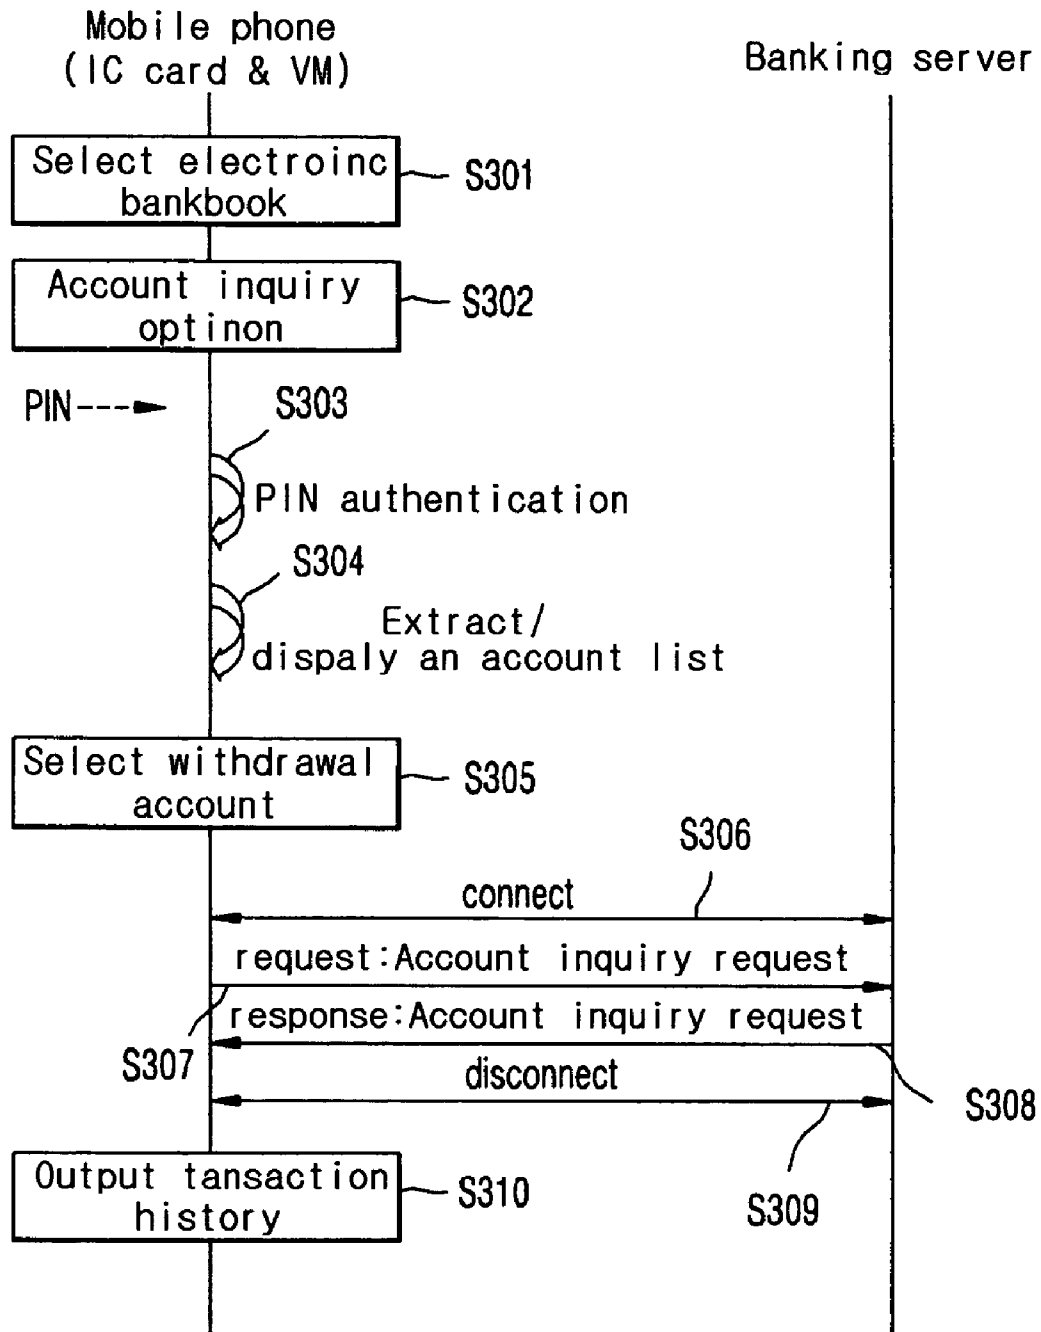 Mobile phone
(IC card & VM)
Banking server
Select electroinc
bankbook
S301
Account inquiry
optinon
S302
PIN
S303
PIN authentication
S304
Extract/
dispaly an account list
Select withdrawal
account
S305
S306
connect
request:Account inquiry request
response:Account inquiry request
S307
disconnect
S308
Output tansaction
history
S310
S309